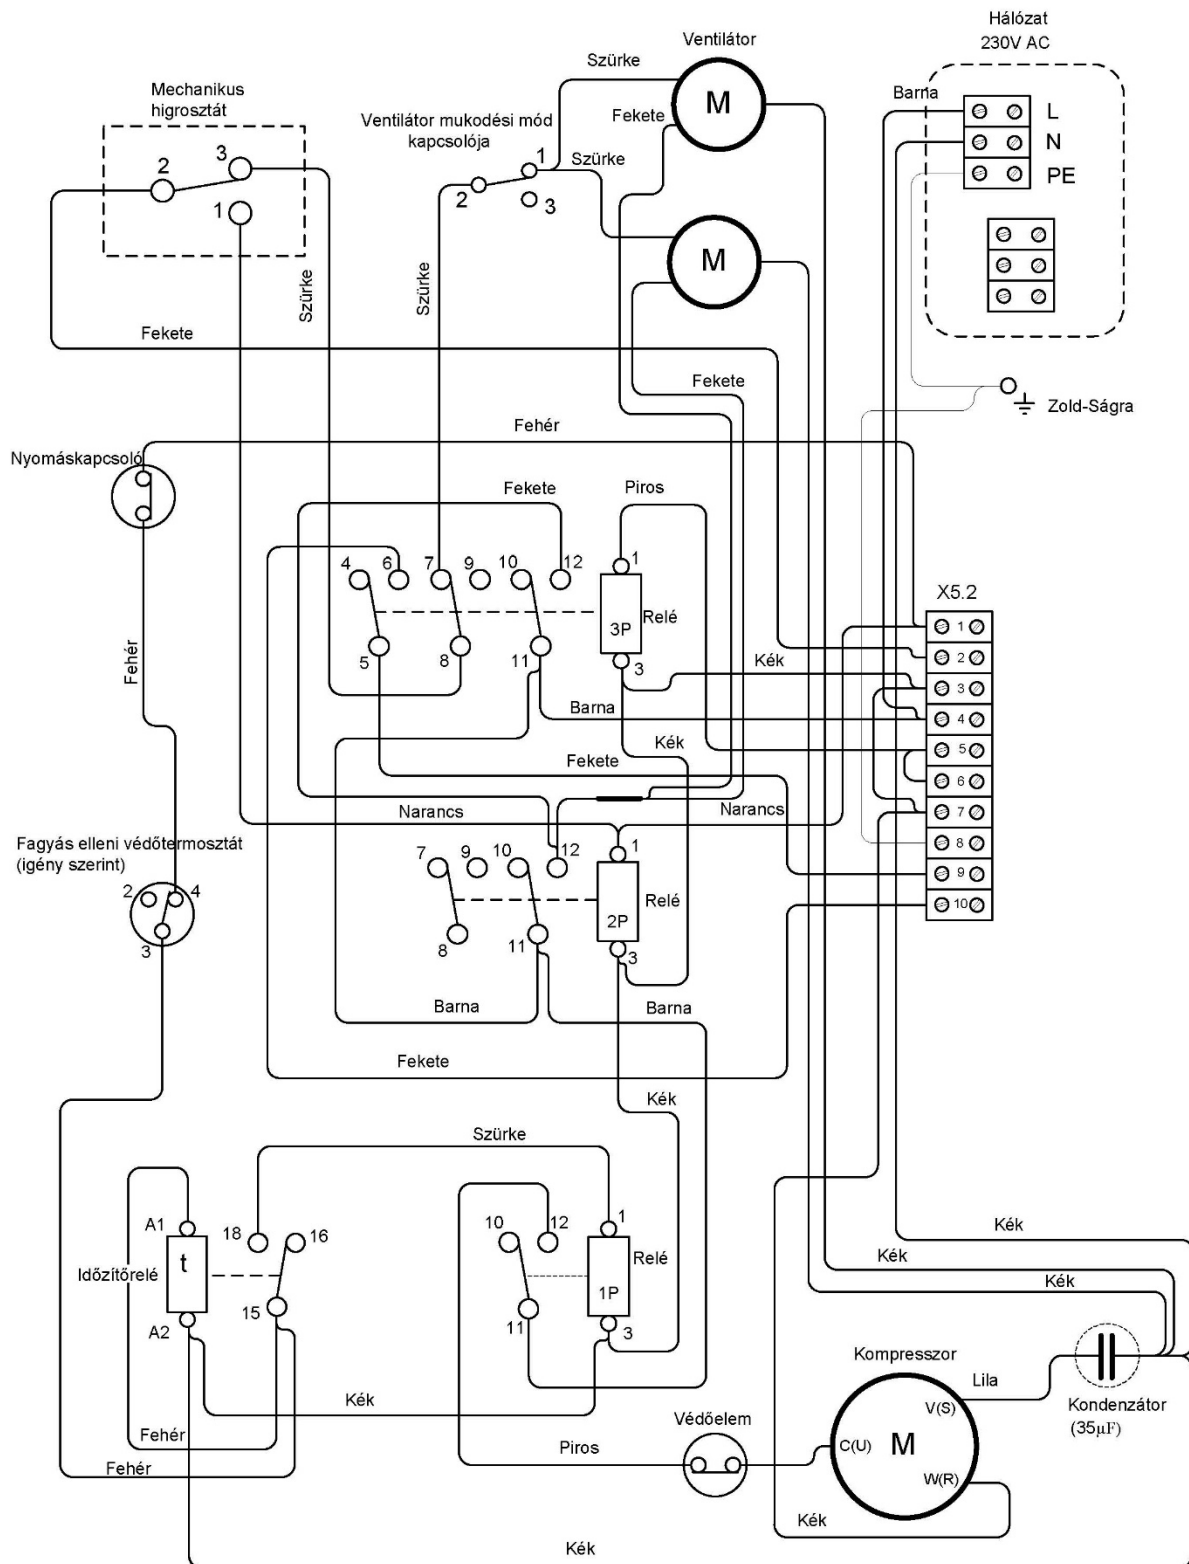 Hálózat
230V AC
Ventilátor
Szürke
Fekete
M
Barna
L
N
PE
Mechanikus
higrosztát
3
2
1
Ventilátor mukodési mód
kapcsolója
1
Szürke
2
3
M
Szürke
Szürke
Fekete
Fekete
Zold-Ságra
Fehér
Nyomáskapcsoló
Fekete
Piros
4
6
7
9
10
12
1
Relé
3P
5
8
11
3
X5.2
1
2
3
4
5
6
7
8
9
10
Fehér
Kék
Barna
Kék
Fekete
Narancs
Narancs
Fagyás elleni védőtermosztát
(igény szerint)
2
4
3
7
9
10
12
1
Relé
2P
8
11
3
Barna
Barna
Fekete
Kék
Szürke
A1
18
16
t
Időzítőrelé
15
A2
10
12
1
Relé
1P
11
3
Kék
Kék
Kék
Kék
Fehér
Fehér
Piros
Védőelem
Kompresszor
V(S)
C(U)
M
W(R)
Lila
Kondenzátor
(35µF)
Kék
Kék